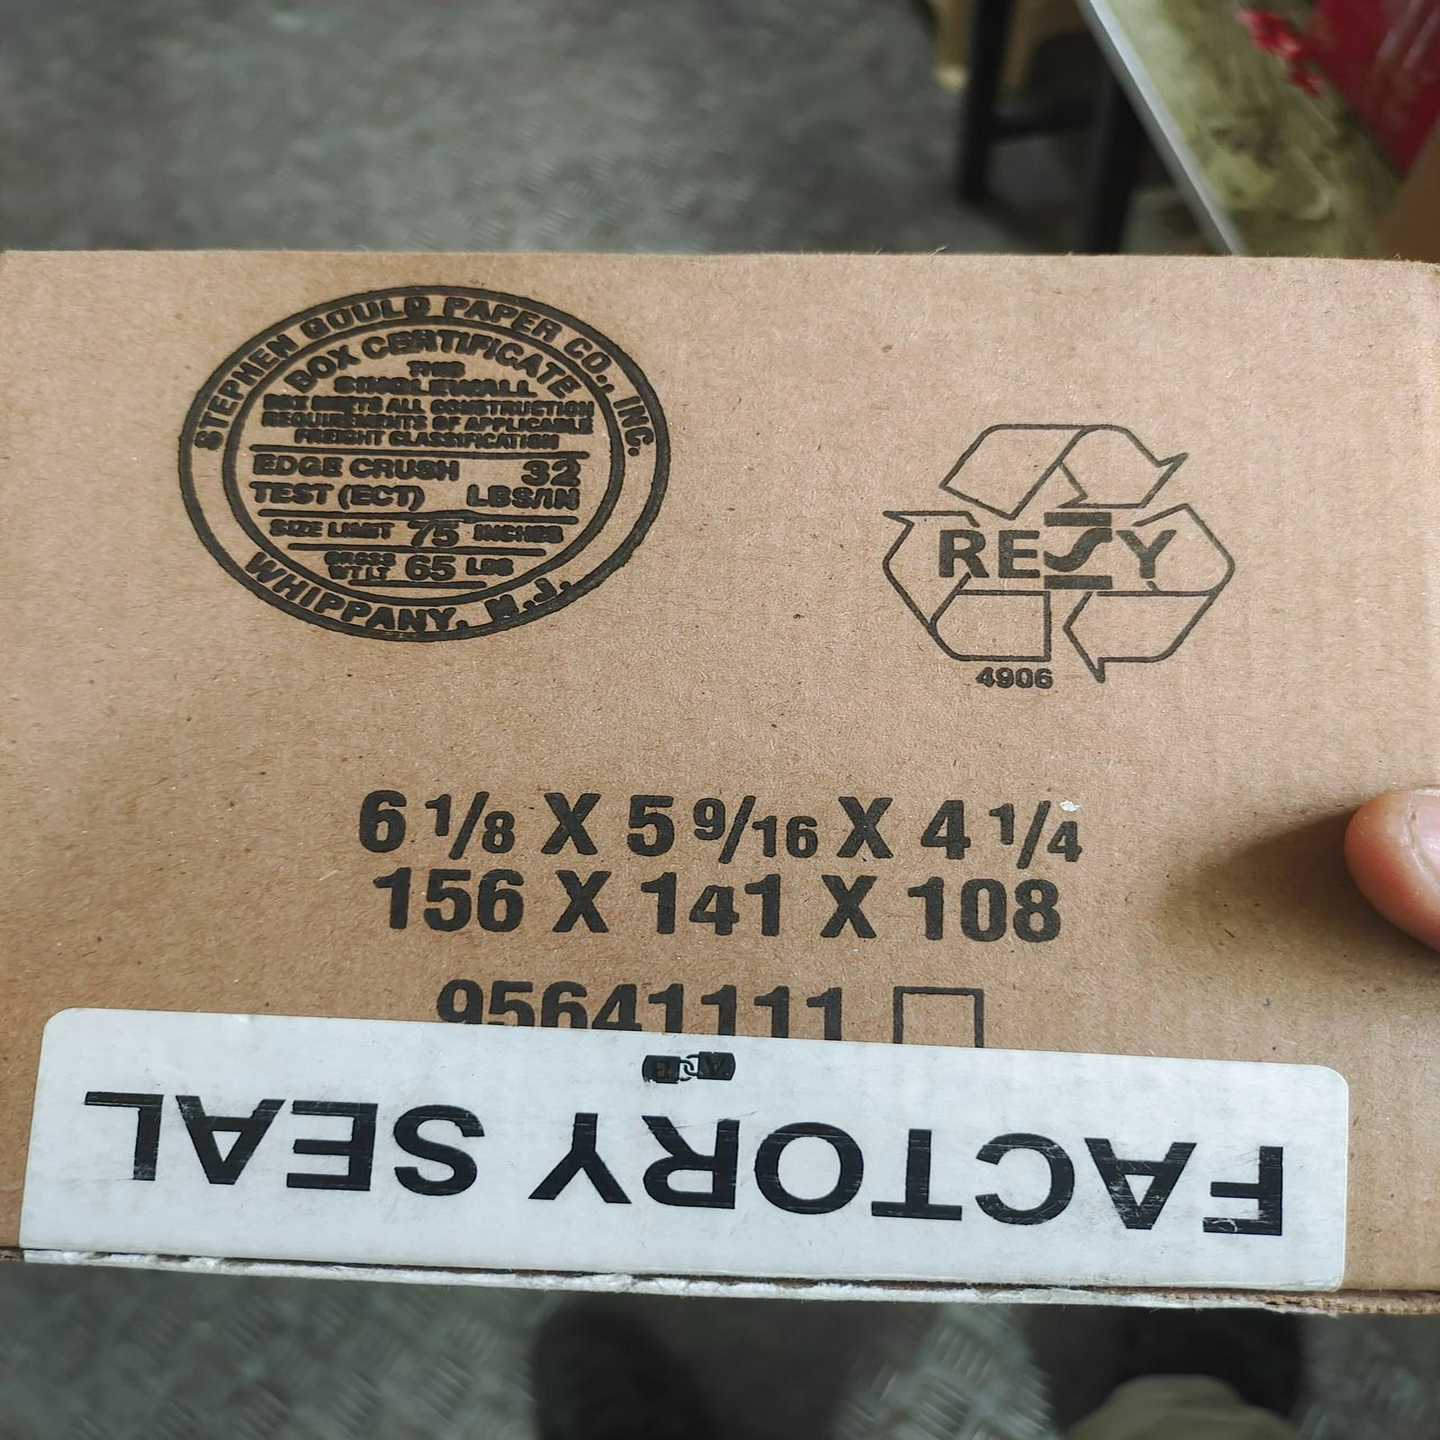 STEPHEN GOULD PAPER CO., INC.
BOX CERTIFICATE
THIS
SINGLEWALL
BOX MEETS ALL CONSTRUCTION
REQUIREMENTS OF APPLICABLE
FREIGHT CLASSIFICATION
EDGE CRUSH 32
TEST (ECT) LBS/IN
SIZE LIMIT 75 INCHES
GROSS
WT LT 65 LBS
WHIPPANY, N.J.
RESY
4906
6 1/8 X 5 9/16 X 4 1/4
156 X 141 X 108
95641111
FACTORY SEAL